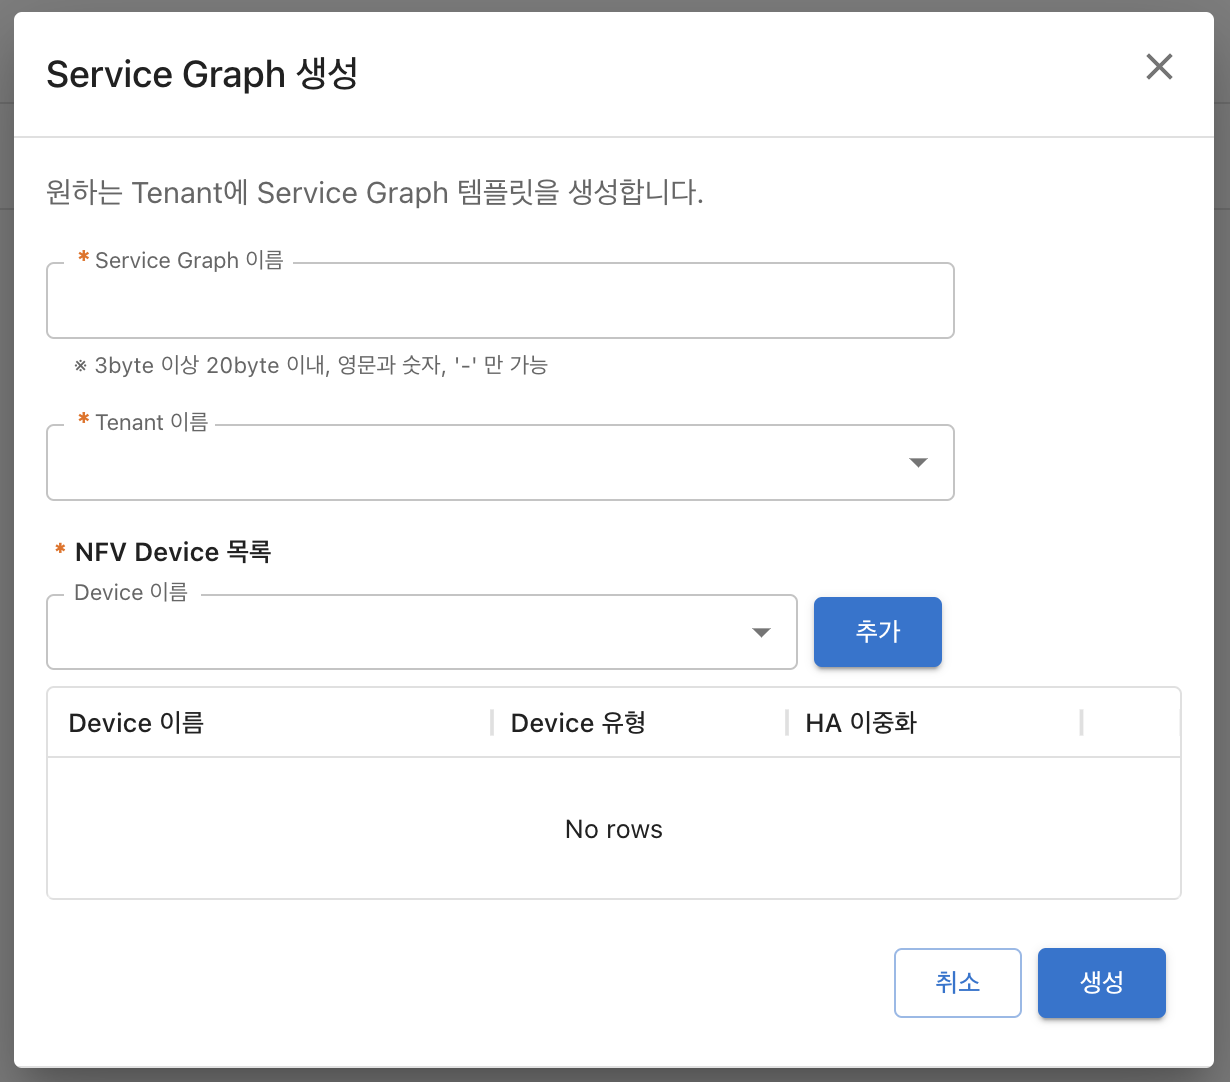 Service Graph 생성
원하는 Tenant에 Service Graph 템플릿을 생성합니다.
* Service Graph 이름
※ 3byte 이상 20byte 이내, 영문과 숫자, '-' 만 가능
* Tenant 이름
* NFV Device 목록
Device 이름
추가
Device 이름 Device 유형 HA 이중화
No rows
취소 생성